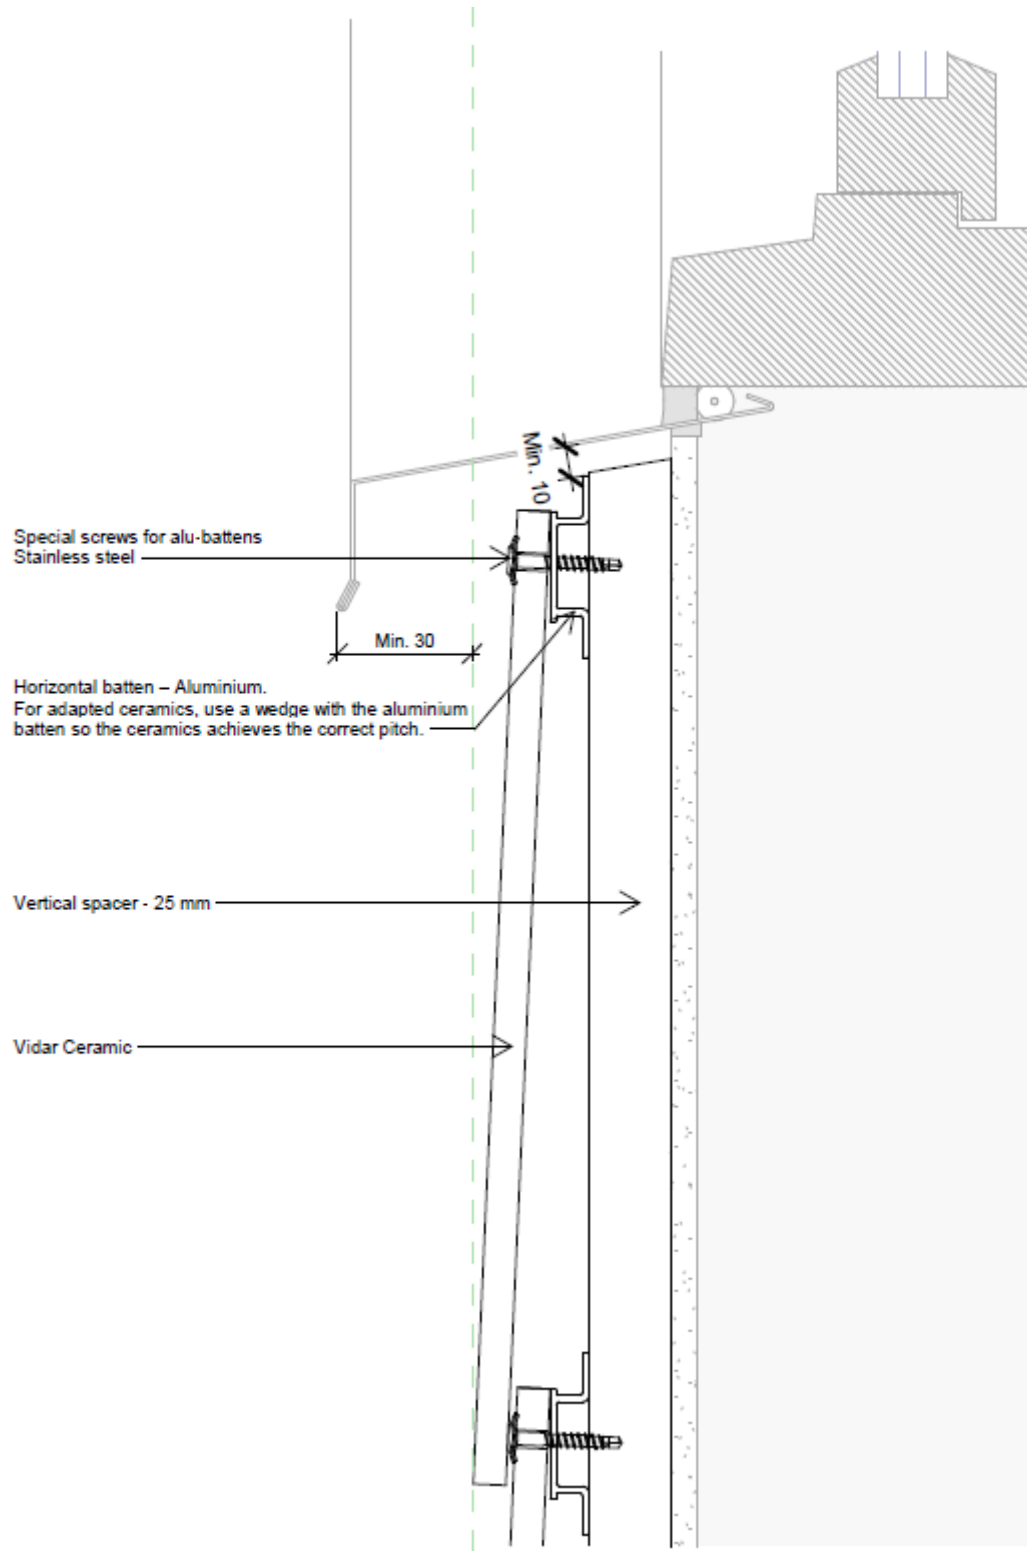 Min. 10
Special screws for alu-battens
Stainless steel
Min. 30
Horizontal batten – Aluminium.
For adapted ceramics, use a wedge with the aluminium
batten so the ceramics achieves the correct pitch.
Vertical spacer - 25 mm
Vidar Ceramic